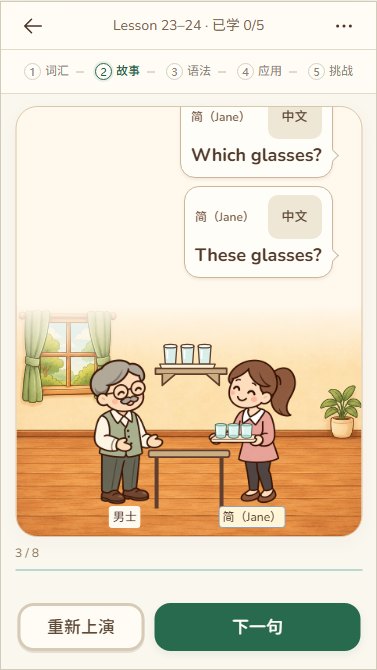 Lesson 23–24 · 已学 0/5
1 词汇 – 2 故事 – 3 语法 – 4 应用 – 5 挑战
简（Jane） 中文
Which glasses?
简（Jane） 中文
These glasses?
男士 简（Jane）
3 / 8
重新上演 下一句